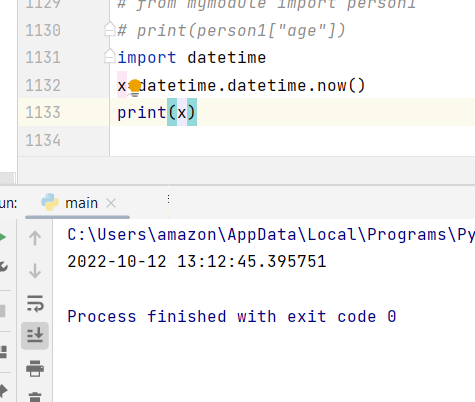 1129 # from mymodule import person1
1130 # print(person1["age"])
1131 import datetime
1132 x datetime.datetime.now()
1133 print(x)
1134
un: main
C:\Users\amazon\AppData\Local\Programs\Py
2022-10-12 13:12:45.395751
Process finished with exit code 0